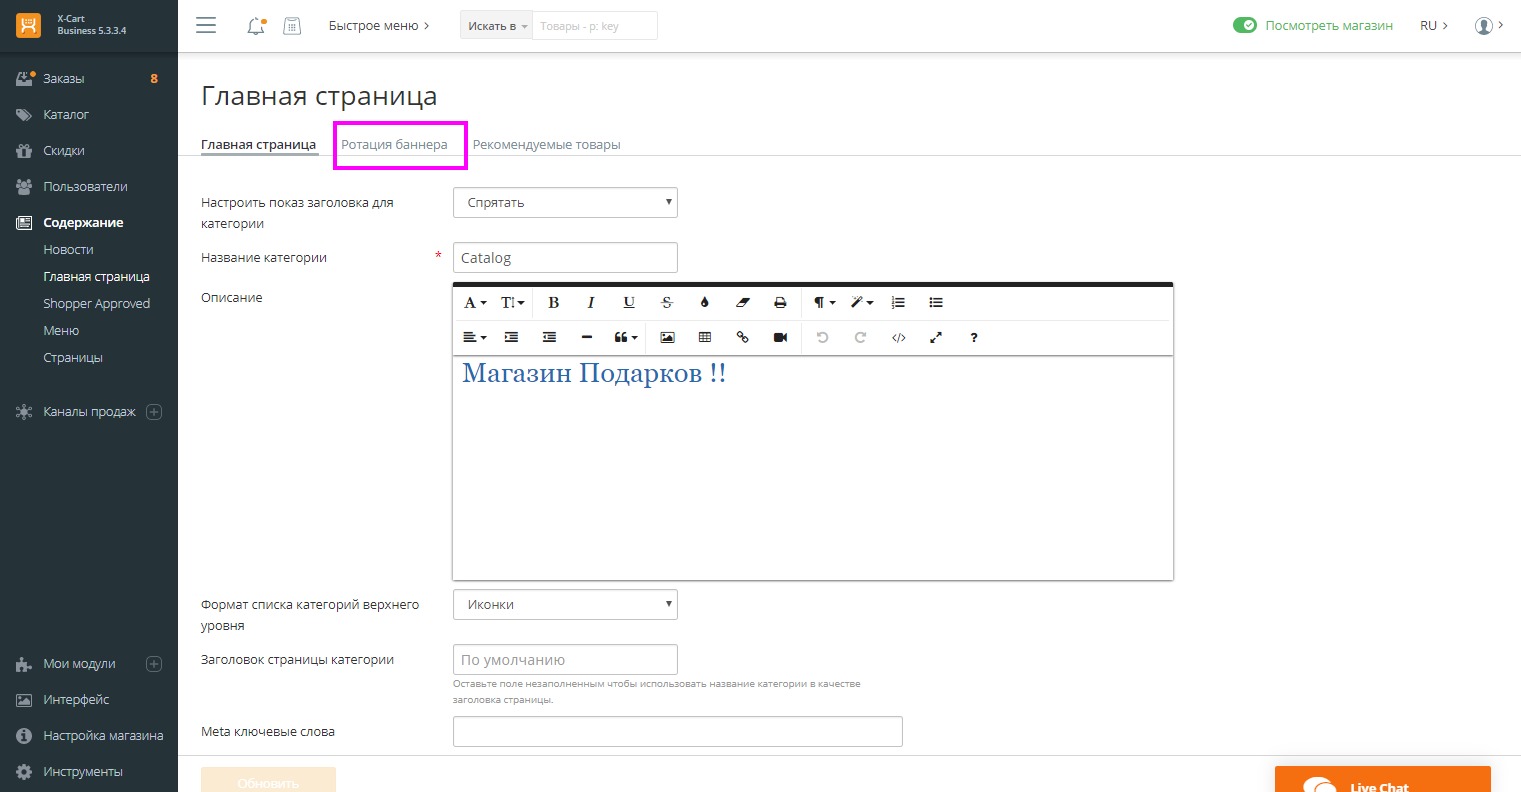 X-Cart
Business 5.3.3.4
Быстрое меню
Искать в
Товары - р: key
Посмотреть магазин
RU
Заказы 8
Каталог
Скидки
Пользователи
Содержание
Новости
Главная страница
Shopper Approved
Меню
Страницы
Каналы продаж
Мои модули
Интерфейс
Настройка магазина
Инструменты
Главная страница
Главная страница Ротация баннера Рекомендуемые товары
Настроить показ заголовка для
категории
Спрятать
Название категории *
Catalog
Описание
Магазин Подарков !!
Формат списка категорий верхнего
уровня
Иконки
Заголовок страницы категории
По умолчанию
Оставьте поле незаполненным чтобы использовать название категории в качестве
заголовка страницы.
Meta ключевые слова
Обновить
Live Chat